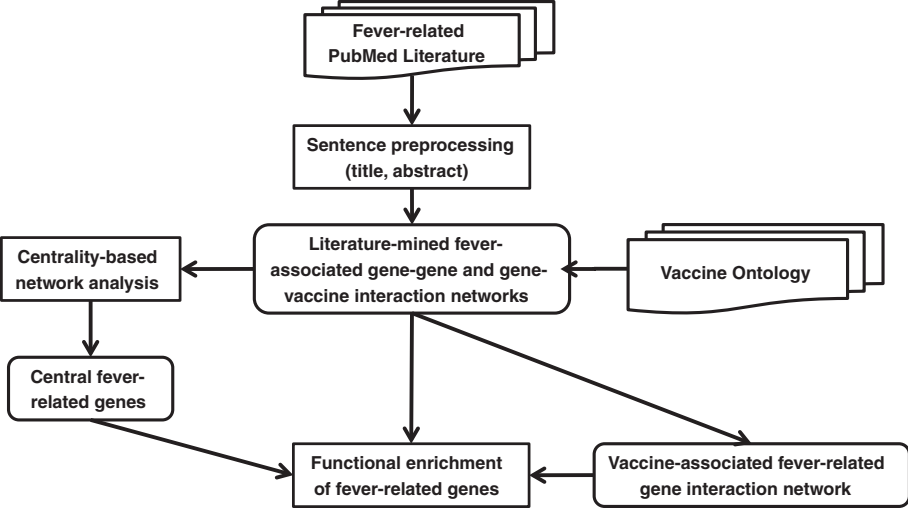 Fever-related
PubMed Literature
Sentence preprocessing
(title, abstract)
Literature-mined fever-
associated gene-gene and gene-
vaccine interaction networks
Centrality-based
network analysis
Vaccine Ontology
Central fever-
related genes
Functional enrichment
of fever-related genes
Vaccine-associated fever-related
gene interaction network